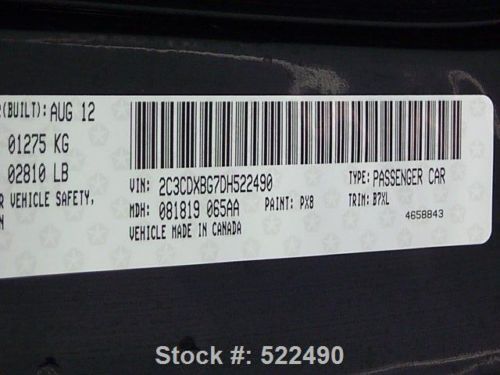 R(BUILT): AUG 12
01275 KG
02810 LB
R VEHICLE SAFETY,
N
VIN: 2C3CDXBG7DH522490
TYPE: PASSENGER CAR
MDH: 081819 065AA
PAINT: PX8
TRIM: B7XL
VEHICLE MADE IN CANADA
4658843
Stock #: 522490